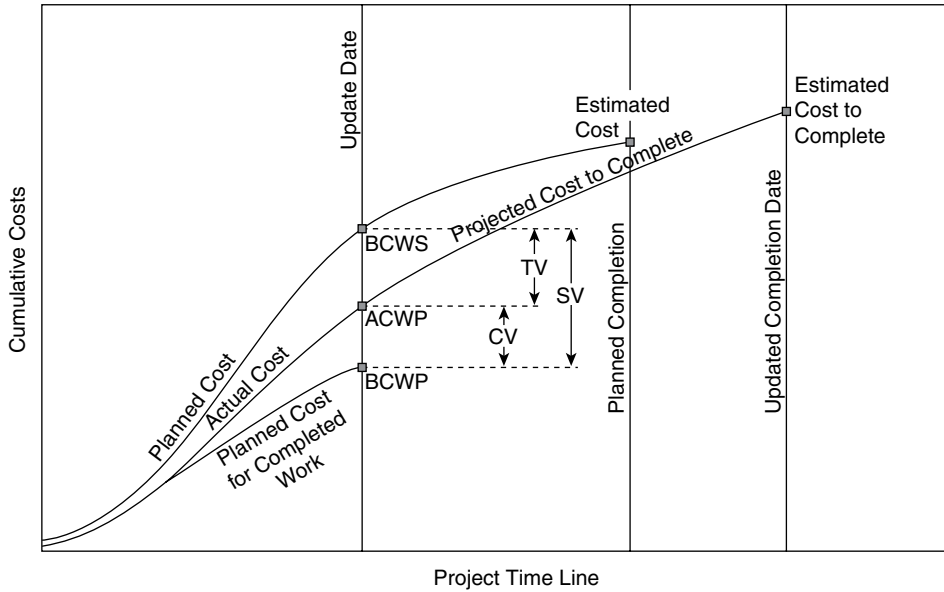 Update Date
Estimated
Cost
Estimated
Cost to
Complete
Projected Cost to Complete
BCWS
TV
SV
ACWP
CV
BCWP
Planned Cost
Actual Cost
Planned Cost
for Completed
Work
Planned Completion
Updated Completion Date
Cumulative Costs
Project Time Line